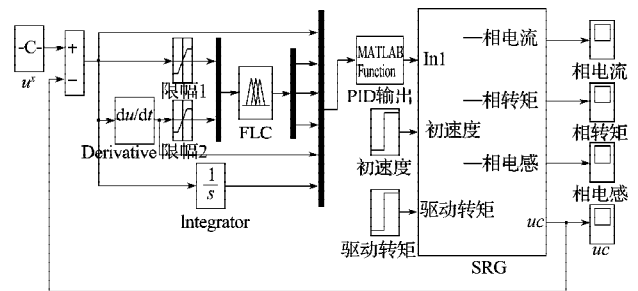 -C-
u*
+
−
限幅1
du/dt
Derivative
限幅2
FLC
1/s
Integrator
MATLAB
Function
PID输出
In1
初速度
初速度
驱动转矩
驱动转矩
一相电流
一相转矩
一相电感
uc
SRG
相电流
相转矩
相电感
uc